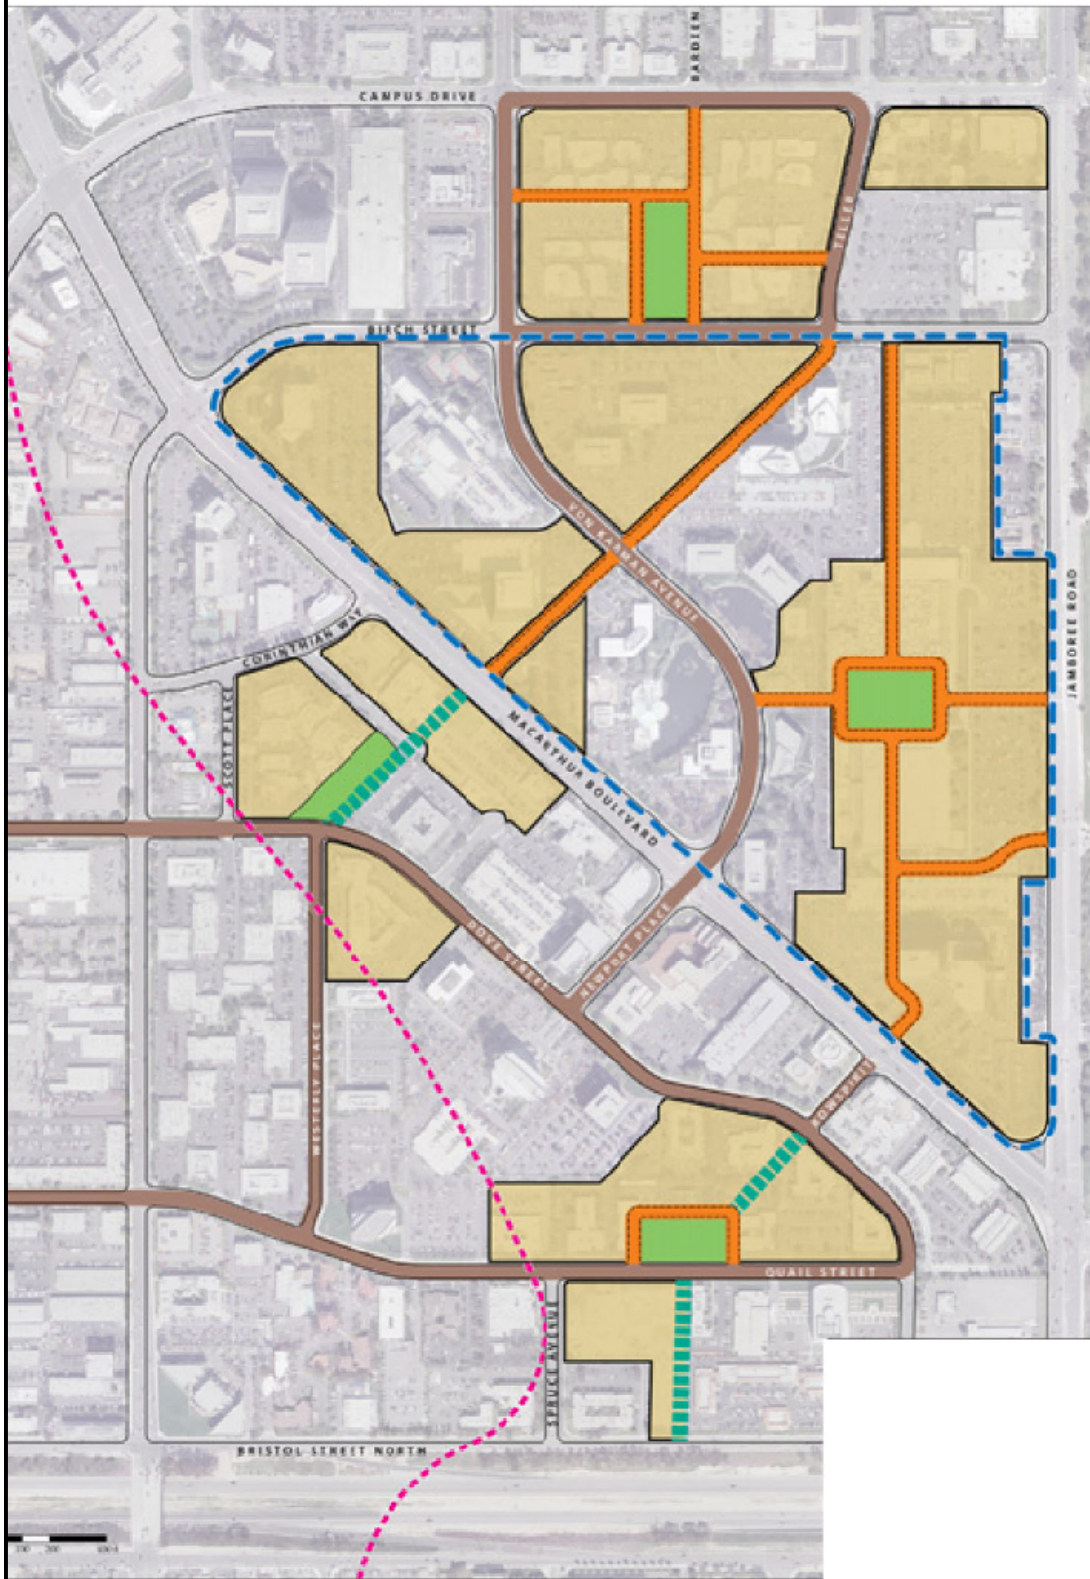 BARDEEN
CAMPUS DRIVE
TELLER
BIRCH STREET
VON KARMAN AVENUE
JAMBOREE ROAD
CORINTHIAN WAY
SCOTT PLACE
MACARTHUR BOULEVARD
DOVE STREET
NEWPORT PLACE
WESTERLY PLACE
DOWSPRIT
QUAIL STREET
SPRUCE AVENUE
BRISTOL STREET NORTH